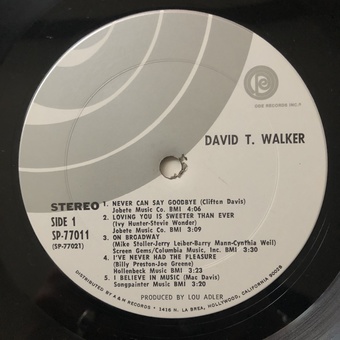 ODE RECORDS INC.
DAVID T. WALKER
STEREO
SIDE 1
SP-77011
(SP-77021)
1. NEVER CAN SAY GOODBYE (Clifton Davis)
Jobete Music Co. BMI 4:06
2. LOVING YOU IS SWEETER THAN EVER
(Ivy Hunter-Stevie Wonder)
Jobete Music Co. BMI 3:09
3. ON BROADWAY
(Mike Stoller-Jerry Leiber-Barry Mann-Cynthia Weil)
Screen Gems/Columbia Music, Inc. BMI 3:30
4. I'VE NEVER HAD THE PLEASURE
(Billy Preston-Joe Greene)
Hollenbeck Music BMI 3:23
5. I BELIEVE IN MUSIC (Mac Davis)
Songpainter Music BMI 3:20
PRODUCED BY LOU ADLER
DISTRIBUTED BY A & M RECORDS • 1416 N. LA BREA, HOLLYWOOD, CALIFORNIA 90028